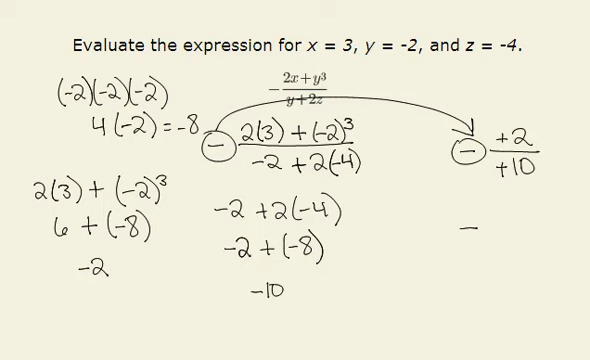 Evaluate the expression for x = 3, y = -2, and z = -4.
(-2)(-2)(-2)
4(-2) = -8
- 2x + y³ / y + 2z
- 2(3) + (-2)³ / -2 + 2(-4)
- +2 / +10
2(3) + (-2)³
6 + (-8)
-2
-2 + 2(-4)
-2 + (-8)
-10
-